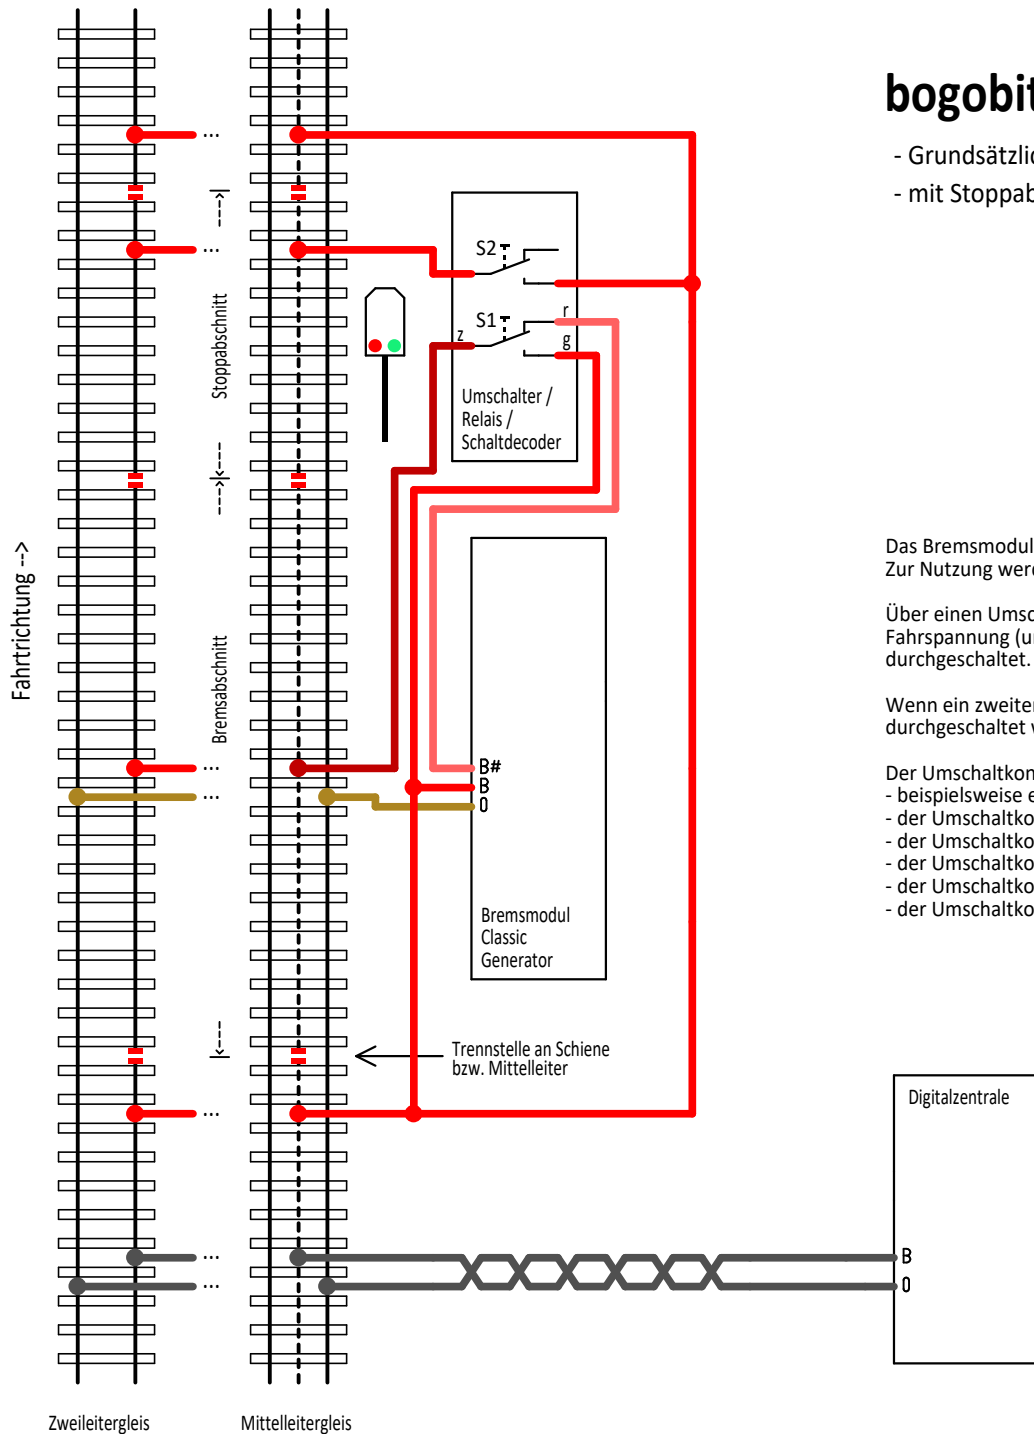 bogobit
- Grundsätzlic
- mit Stoppab
...
...
S2
Stoppabschnitt
S1
r
z
g
Umschalter /
Relais /
Schaltdecoder
Fahrtrichtung -->
Bremsabschnitt
Das Bremsmodul
Zur Nutzung werd
Über einen Umsc
Fahrspannung (un
durchgeschaltet.
Wenn ein zweiter
durchgeschaltet w
Der Umschaltkon
- beispielsweise e
- der Umschaltko
- der Umschaltko
- der Umschaltko
- der Umschaltko
- der Umschaltko
...
...
B#
B
0
Bremsmodul
Classic
Generator
Trennstelle an Schiene
bzw. Mittelleiter
...
Digitalzentrale
...
...
B
0
Zweileitergleis
Mittelleitergleis